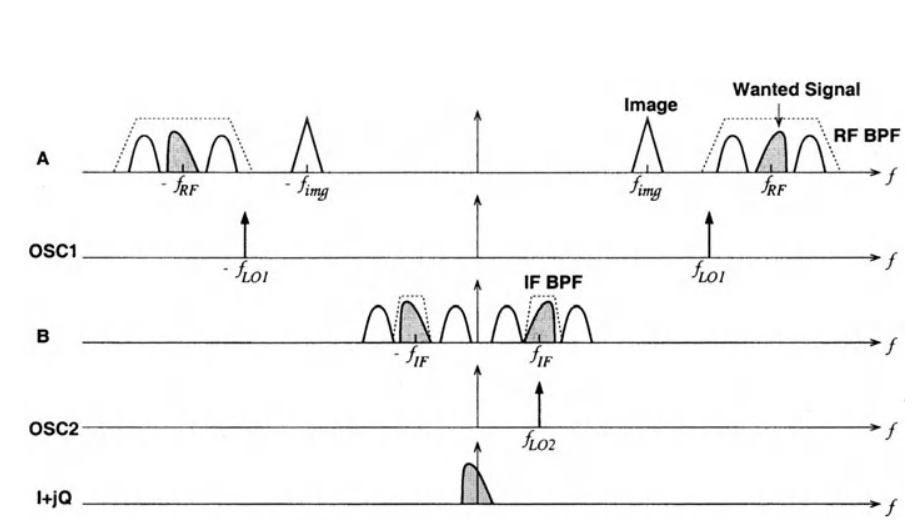 Wanted Signal
Image
RF BPF
A
- fRF
- fimg
fimg
fRF
f
OSC1
- fLO1
fLO1
f
IF BPF
B
- fIF
fIF
f
OSC2
fLO2
f
I+jQ
f